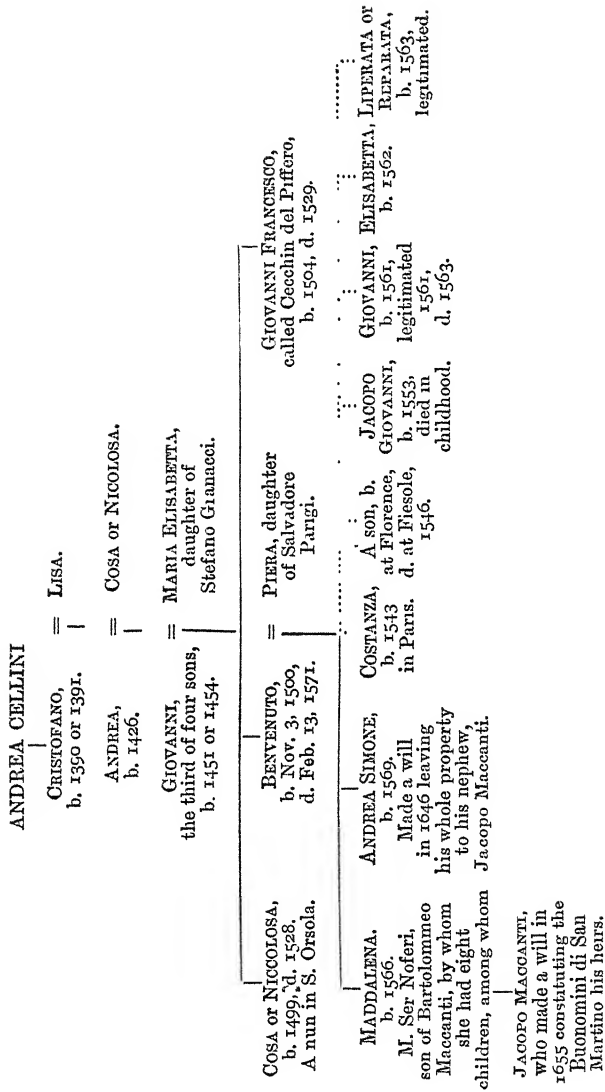 ANDREA CELLINI
CRISTOFANO,
b. 1390 or 1391.
= LISA.
ANDREA,
b. 1426.
= COSA or NICOLOSA.
GIOVANNI,
the third of four sons,
b. 1451 or 1454.
= MARIA ELISABETTA,
daughter of
Stefano Granacci.
COSA or NICCOLOSA,
b. 1499, d. 1528.
A nun in S. Orsola.
BENVENUTO,
b. Nov. 3, 1500,
d. Feb. 13, 1571.
= PIERA, daughter
of Salvadore
Parigi.
GIOVANNI FRANCESCO,
called Cecchin del Piffero,
b. 1504, d. 1529.
MADDALENA.
b. 1566.
M. Ser Noferi,
son of Bartolommeo
Maccanti, by whom
she had eight
children, among whom
ANDREA SIMONE,
b. 1569.
Made a will
in 1646 leaving
his whole property
to his nephew,
Jacopo Maccanti.
COSTANZA,
b. 1543
in Paris.
A son, b.
at Florence,
d. at Fiesole,
1546.
JACOPO
GIOVANNI,
b. 1553,
died in
childhood.
GIOVANNI,
b. 1561,
legitimated
1561,
d. 1563.
ELISABETTA,
b. 1562.
LIPERATA or
REPARATA,
b. 1563,
legitimated.
JACOPO MACCANTI,
who made a will in
1655 constituting the
Buonomini di San
Martino his heirs.